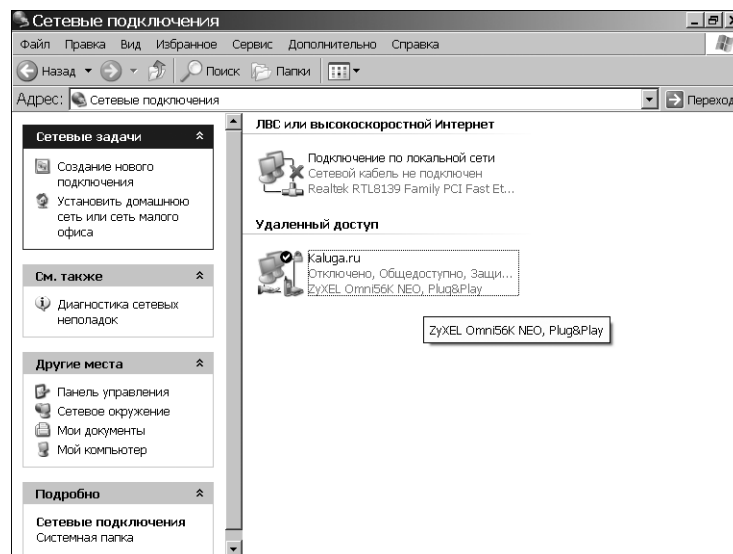 Сетевые подключения
Файл Правка Вид Избранное Сервис Дополнительно Справка
Назад Поиск Папки
Адрес: Сетевые подключения Переход
Сетевые задачи
Создание нового
подключения
Установить домашнюю
сеть или сеть малого
офиса
См. также
Диагностика сетевых
неполадок
Другие места
Панель управления
Сетевое окружение
Мои документы
Мой компьютер
Подробно
Сетевые подключения
Системная папка
ЛВС или высокоскоростной Интернет
Подключение по локальной сети
Сетевой кабель не подключен
Realtek RTL8139 Family PCI Fast Et...
Удаленный доступ
Kaluga.ru
Отключено, Общедоступно, Защи...
ZyXEL Omni56K NEO, Plug&Play
ZyXEL Omni56K NEO, Plug&Play